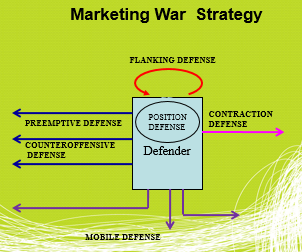 Marketing War Strategy
FLANKING DEFENSE
PREEMPTIVE DEFENSE
COUNTEROFFENSIVE
DEFENSE
POSITION
DEFENSE
Defender
CONTRACTION
DEFENSE
MOBILE DEFENSE